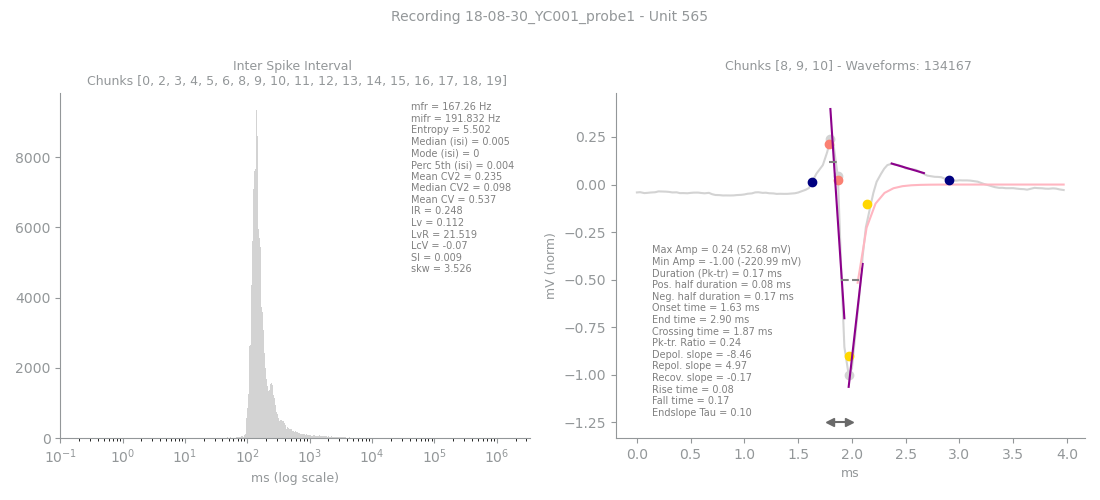 Recording 18-08-30_YC001_probe1 - Unit 565
Inter Spike Interval
Chunks [0, 2, 3, 4, 5, 6, 8, 9, 10, 11, 12, 13, 14, 15, 16, 17, 18, 19]
mfr = 167.26 Hz
mifr = 191.832 Hz
Entropy = 5.502
Median (isi) = 0.005
Mode (isi) = 0
Perc 5th (isi) = 0.004
Mean CV2 = 0.235
Median CV2 = 0.098
Mean CV = 0.537
IR = 0.248
Lv = 0.112
LvR = 21.519
LcV = -0.07
SI = 0.009
skw = 3.526
8000
6000
4000
2000
0
10⁻¹ 10⁰ 10¹ 10² 10³ 10⁴ 10⁵ 10⁶
ms (log scale)
Chunks [8, 9, 10] - Waveforms: 134167
mV (norm)
0.25
0.00
−0.25
−0.50
−0.75
−1.00
−1.25
Max Amp = 0.24 (52.68 mV)
Min Amp = -1.00 (-220.99 mV)
Duration (Pk-tr) = 0.17 ms
Pos. half duration = 0.08 ms
Neg. half duration = 0.17 ms
Onset time = 1.63 ms
End time = 2.90 ms
Crossing time = 1.87 ms
Pk-tr. Ratio = 0.24
Depol. slope = -8.46
Repol. slope = 4.97
Recov. slope = -0.17
Rise time = 0.08
Fall time = 0.17
Endslope Tau = 0.10
0.0 0.5 1.0 1.5 2.0 2.5 3.0 3.5 4.0
ms